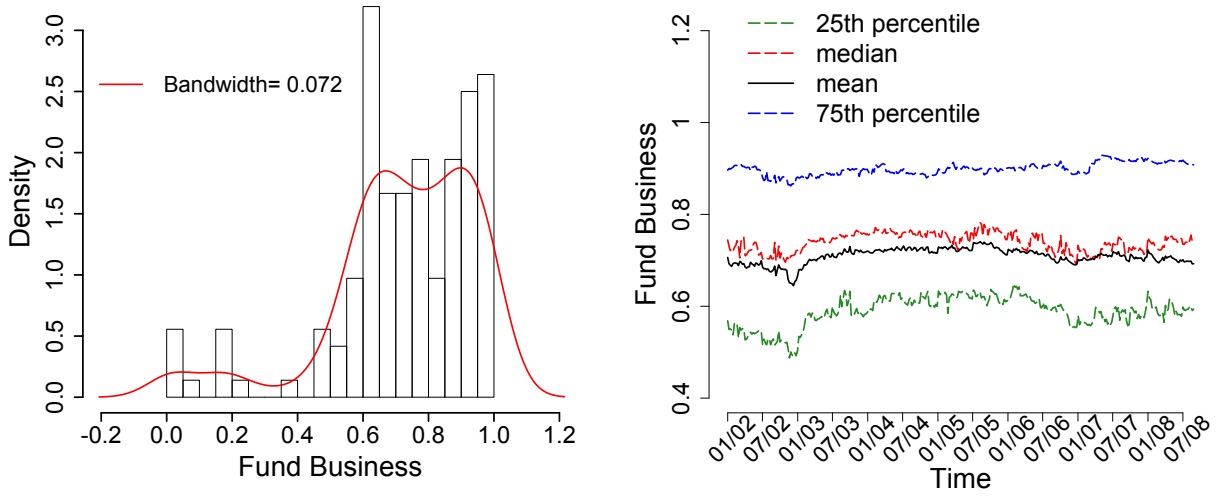 Density
0.0 0.5 1.0 1.5 2.0 2.5 3.0
Bandwidth= 0.072
-0.2 0.0 0.2 0.4 0.6 0.8 1.0 1.2
Fund Business
Fund Business
0.4 0.6 0.8 1 1.2
25th percentile
median
mean
75th percentile
01/02 07/02 01/03 07/03 01/04 07/04 01/05 07/05 01/06 07/06 01/07 07/07 01/08 07/08
Time